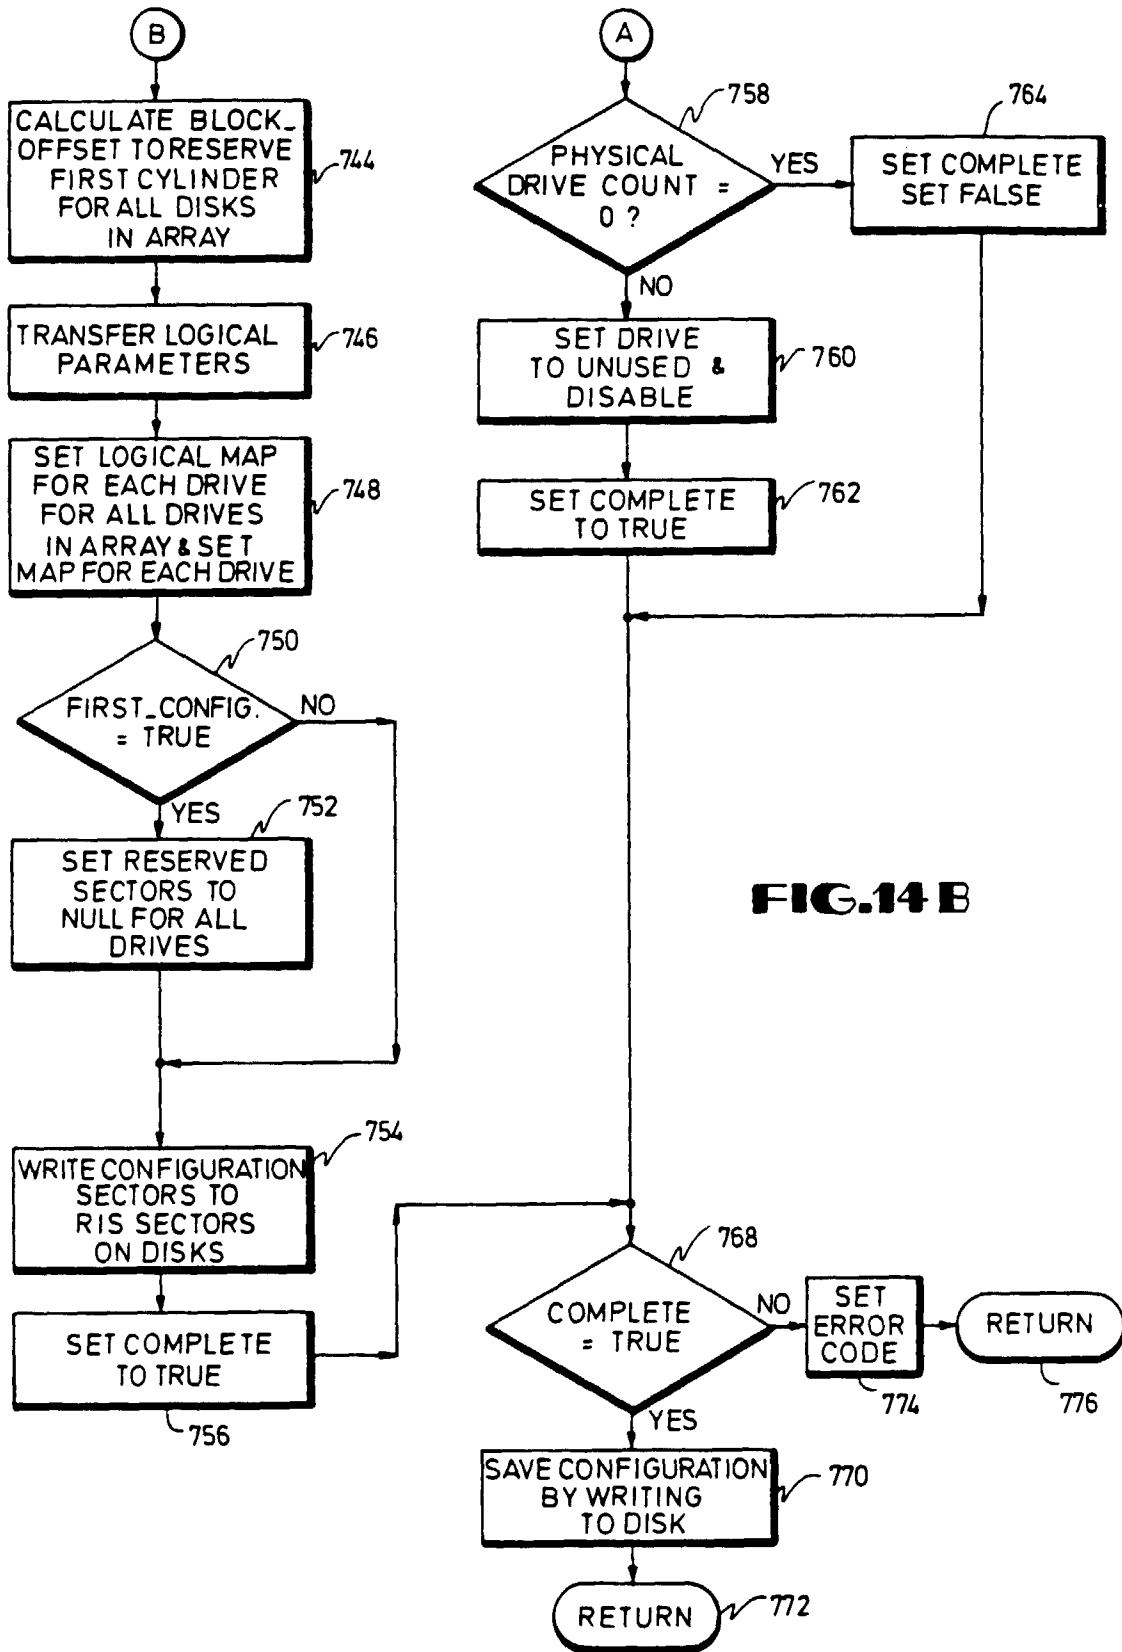 B
CALCULATE BLOCK_
OFFSET TO RESERVE
FIRST CYLINDER
FOR ALL DISKS
IN ARRAY
744
TRANSFER LOGICAL
PARAMETERS
746
SET LOGICAL MAP
FOR EACH DRIVE
FOR ALL DRIVES
IN ARRAY & SET
MAP FOR EACH DRIVE
748
750
FIRST_CONFIG.
= TRUE
NO
YES
752
SET RESERVED
SECTORS TO
NULL FOR ALL
DRIVES
754
WRITE CONFIGURATION
SECTORS TO
RIS SECTORS
ON DISKS
SET COMPLETE
TO TRUE
756
A
758
PHYSICAL
DRIVE COUNT =
0 ?
YES
764
SET COMPLETE
SET FALSE
NO
SET DRIVE
TO UNUSED &
DISABLE
760
SET COMPLETE
TO TRUE
762
FIG.14 B
768
COMPLETE
= TRUE
NO
SET
ERROR
CODE
774
RETURN
776
YES
SAVE CONFIGURATION
BY WRITING
TO DISK
770
RETURN
772